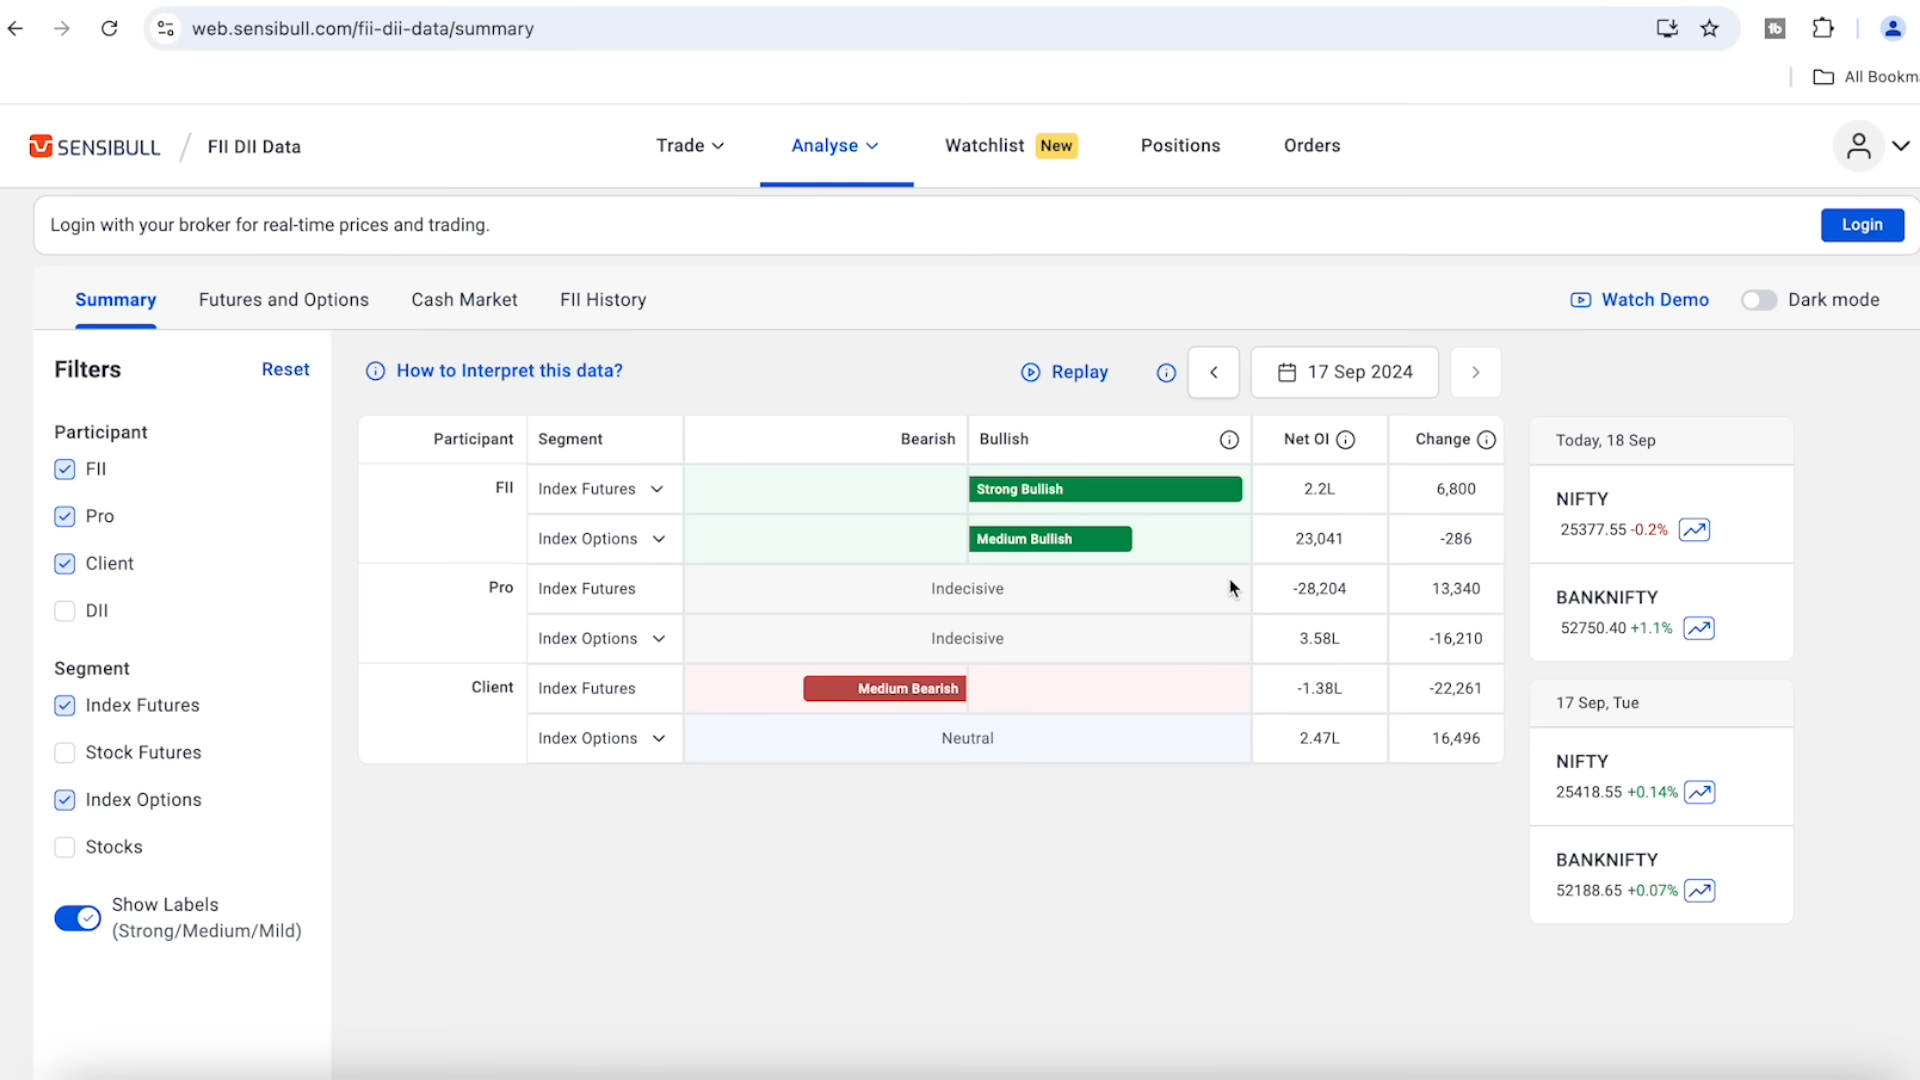 web.sensibull.com/fii-dii-data/summary
All Bookm
SENSIBULL / FII DII Data
Trade
Analyse
Watchlist New
Positions
Orders
Login with your broker for real-time prices and trading.
Login
Summary
Futures and Options
Cash Market
FII History
Watch Demo
Dark mode
Filters
Reset
Participant
FII
Pro
Client
DII
Segment
Index Futures
Stock Futures
Index Options
Stocks
Show Labels
(Strong/Medium/Mild)
How to Interpret this data?
Replay
17 Sep 2024
Participant Segment Bearish Bullish Net OI Change
FII Index Futures Strong Bullish 2.2L 6,800
Index Options Medium Bullish 23,041 -286
Pro Index Futures Indecisive -28,204 13,340
Index Options Indecisive 3.58L -16,210
Client Index Futures Medium Bearish -1.38L -22,261
Index Options Neutral 2.47L 16,496
Today, 18 Sep
NIFTY
25377.55 -0.2%
BANKNIFTY
52750.40 +1.1%
17 Sep, Tue
NIFTY
25418.55 +0.14%
BANKNIFTY
52188.65 +0.07%